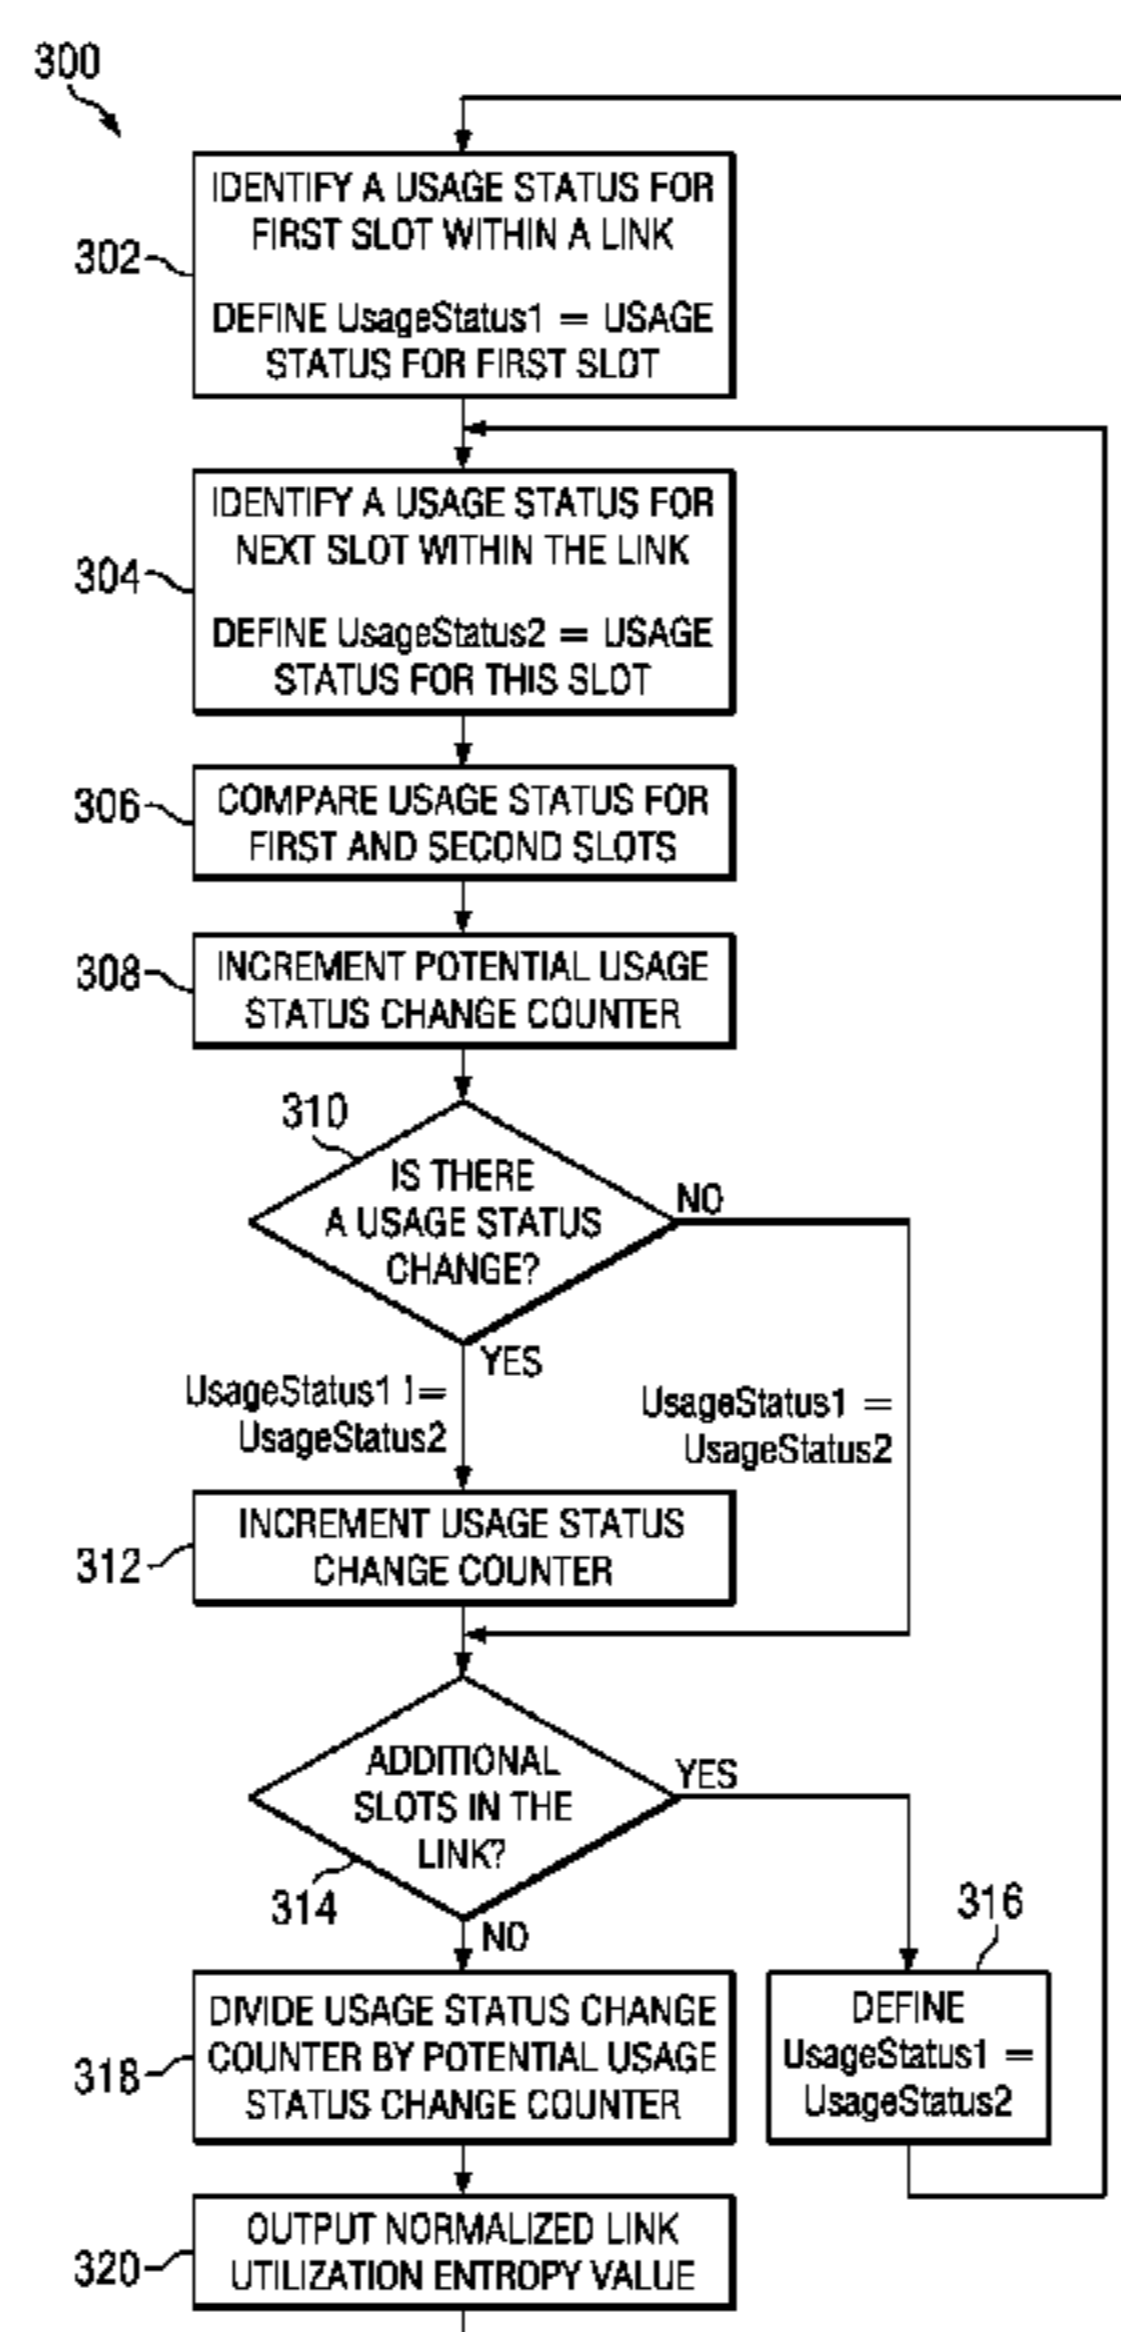 300
302
IDENTIFY A USAGE STATUS FOR
FIRST SLOT WITHIN A LINK
DEFINE UsageStatus1 = USAGE
STATUS FOR FIRST SLOT
304
IDENTIFY A USAGE STATUS FOR
NEXT SLOT WITHIN THE LINK
DEFINE UsageStatus2 = USAGE
STATUS FOR THIS SLOT
306
COMPARE USAGE STATUS FOR
FIRST AND SECOND SLOTS
308
INCREMENT POTENTIAL USAGE
STATUS CHANGE COUNTER
310
IS THERE
A USAGE STATUS
CHANGE?
NO
YES
UsageStatus1 !=
UsageStatus2
UsageStatus1 =
UsageStatus2
312
INCREMENT USAGE STATUS
CHANGE COUNTER
314
ADDITIONAL
SLOTS IN THE
LINK?
YES
NO
316
DEFINE
UsageStatus1 =
UsageStatus2
318
DIVIDE USAGE STATUS CHANGE
COUNTER BY POTENTIAL USAGE
STATUS CHANGE COUNTER
320
OUTPUT NORMALIZED LINK
UTILIZATION ENTROPY VALUE